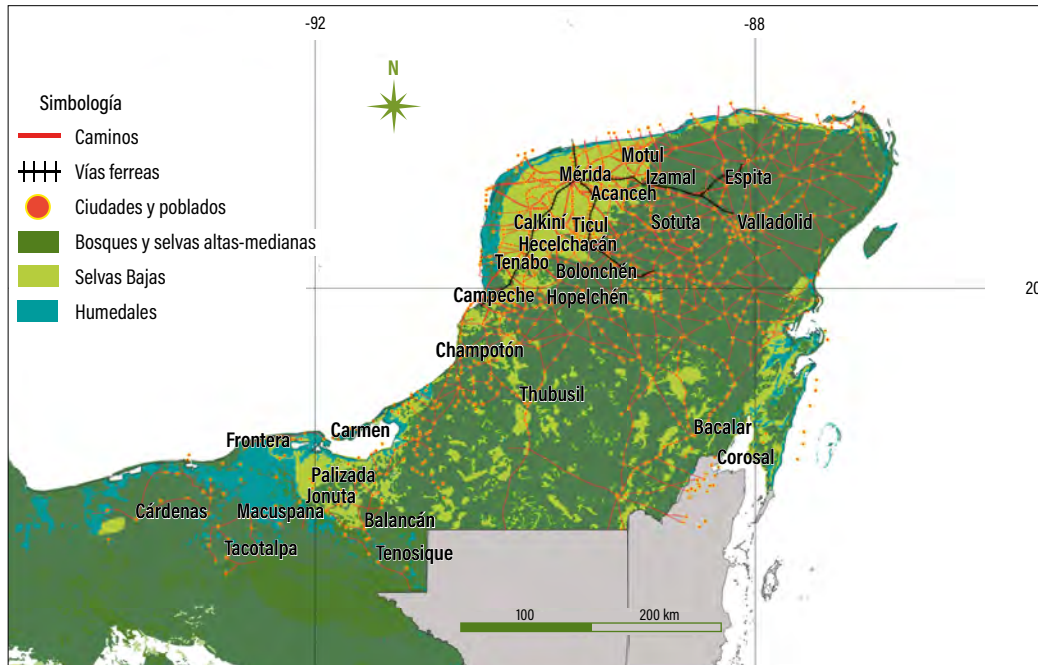 -92
-88
N
Simbología
Caminos
Vías ferreas
Ciudades y poblados
Bosques y selvas altas-medianas
Selvas Bajas
Humedales
Motul
Mérida
Izamal
Espita
Acanceh
Calkiní
Ticul
Sotuta
Valladolid
Hecelchacán
Tenabo
Bolonchén
Campeche
Hopelchén
20
Champotón
Thubusil
Bacalar
Carmen
Frontera
Corosal
Palizada
Jonuta
Cárdenas
Macuspana
Balancán
Tacotalpa
Tenosique
100
200 km